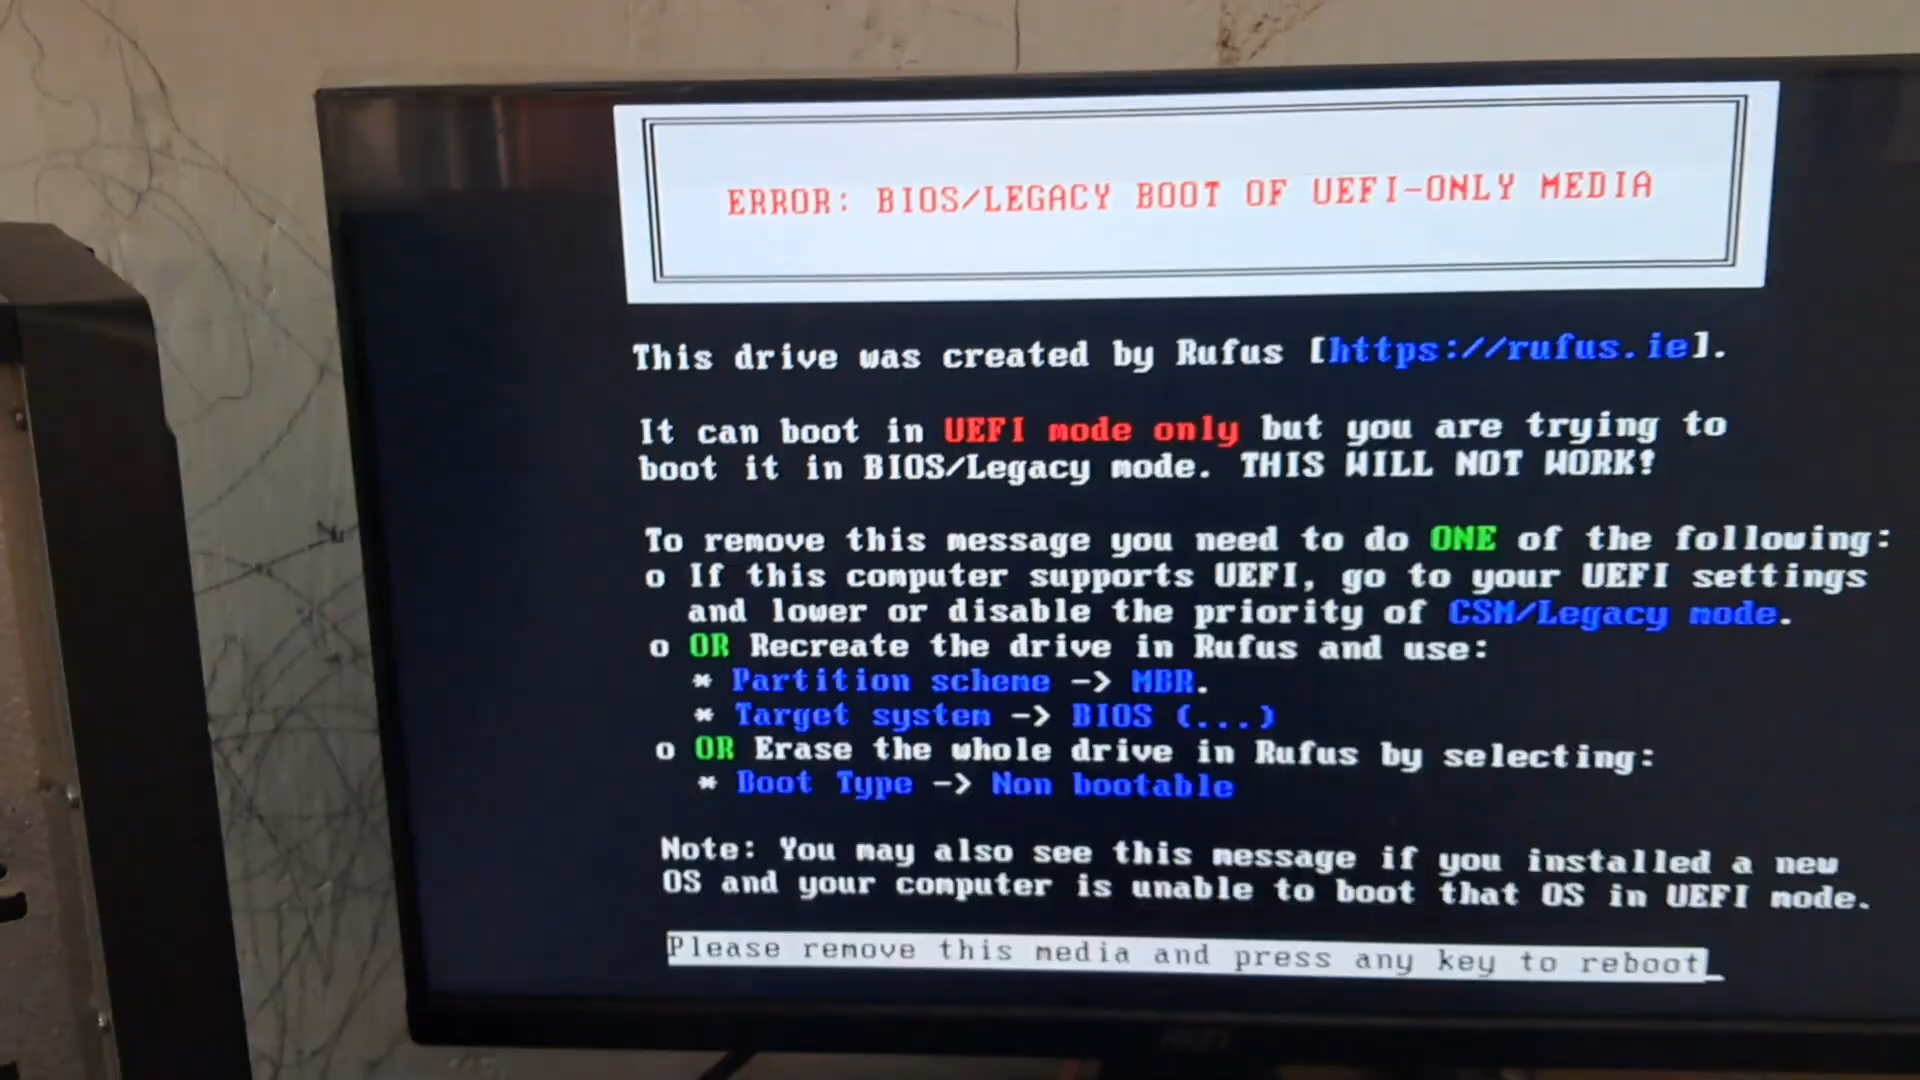 ERROR: BIOS/LEGACY BOOT OF UEFI-ONLY MEDIA
This drive was created by Rufus [https://rufus.ie].
It can boot in UEFI mode only but you are trying to
boot it in BIOS/Legacy mode. THIS WILL NOT WORK!
To remove this message you need to do ONE of the following:
o If this computer supports UEFI, go to your UEFI settings
and lower or disable the priority of CSM/Legacy mode.
o OR Recreate the drive in Rufus and use:
* Partition scheme -> MBR.
* Target system -> BIOS (...)
o OR Erase the whole drive in Rufus by selecting:
* Boot Type -> Non bootable
Note: You may also see this message if you installed a new
OS and your computer is unable to boot that OS in UEFI mode.
Please remove this media and press any key to reboot_